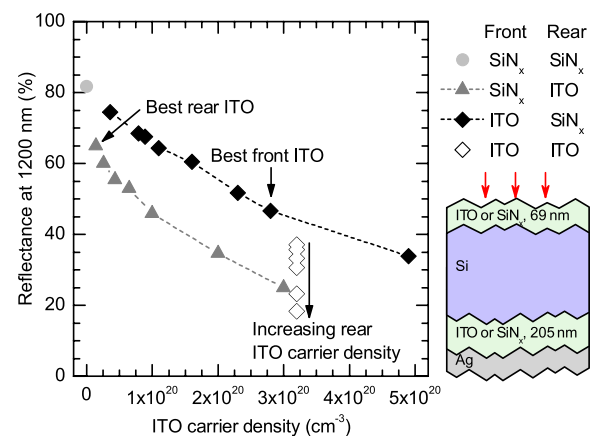 Reflectance at 1200 nm (%)
100
80
60
40
20
0
0
1x10^20
2x10^20
3x10^20
4x10^20
5x10^20
ITO carrier density (cm^-3)
Best rear ITO
Best front ITO
Increasing rear
ITO carrier density
Front Rear
SiN_x SiN_x
SiN_x ITO
ITO SiN_x
ITO ITO
ITO or SiN_x, 69 nm
Si
ITO or SiN_x, 205 nm
Ag